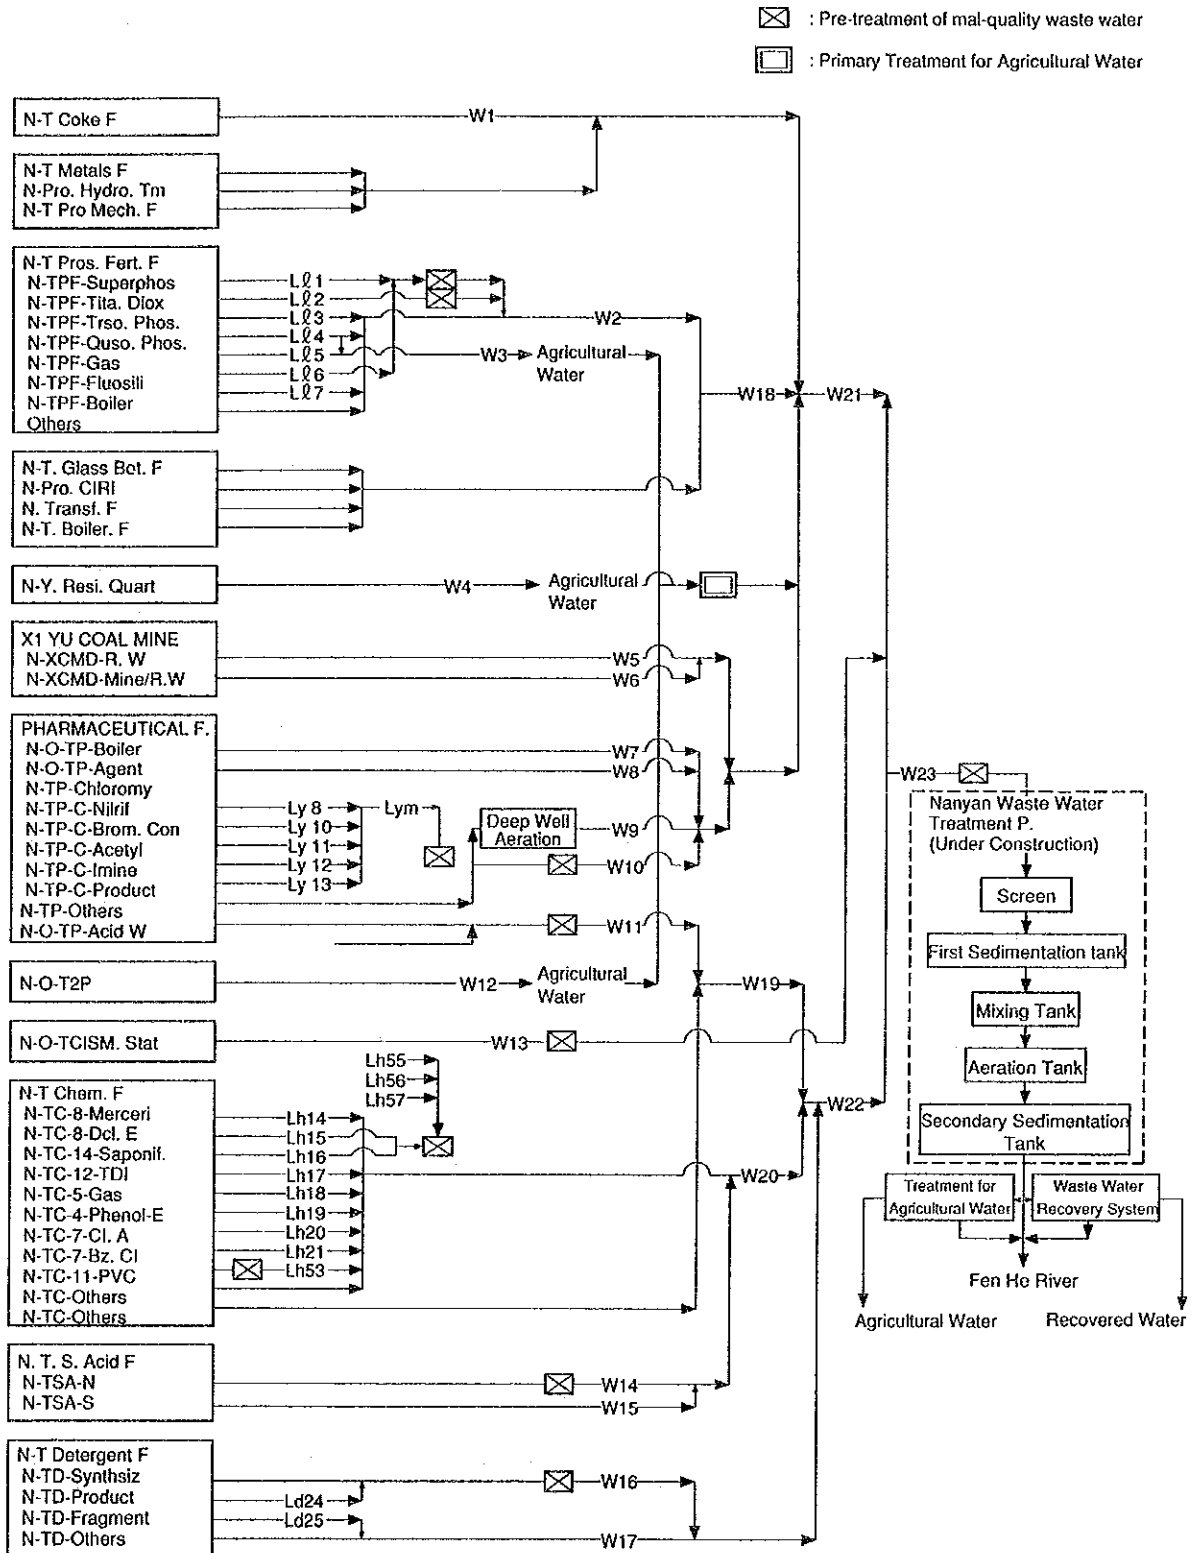 : Pre-treatment of mal-quality waste water
: Primary Treatment for Agricultural Water
N-T Coke F
W1
N-T Metals F
N-Pro. Hydro. Tm
N-T Pro Mech. F
N-T Pros. Fert. F
N-TPF-Superphos
N-TPF-Tita. Diox
N-TPF-Trso. Phos.
N-TPF-Quso. Phos.
N-TPF-Gas
N-TPF-Fluosili
N-TPF-Boiler
Others
Lℓ1
Lℓ2
Lℓ3
Lℓ4
Lℓ5
Lℓ6
Lℓ7
W2
W3
Agricultural
Water
W18
W21
N-T. Glass Bot. F
N-Pro. CIRI
N. Transf. F
N-T. Boiler. F
N-Y. Resi. Quart
W4
Agricultural
Water
X1 YU COAL MINE
N-XCMD-R. W
N-XCMD-Mine/R.W
W5
W6
PHARMACEUTICAL F.
N-O-TP-Boiler
N-O-TP-Agent
N-TP-Chloromy
N-TP-C-Nilrif
N-TP-C-Brom. Con
N-TP-C-Acetyl
N-TP-C-Imine
N-TP-C-Product
N-TP-Others
N-O-TP-Acid W
W7
W8
Ly 8
Ly 10
Ly 11
Ly 12
Ly 13
Lym
Deep Well
Aeration
W9
W10
W11
N-O-T2P
W12
Agricultural
Water
W19
N-O-TCISM. Stat
W13
N-T Chem. F
N-TC-8-Merceri
N-TC-8-Dcl. E
N-TC-14-Saponif.
N-TC-12-TDI
N-TC-5-Gas
N-TC-4-Phenol-E
N-TC-7-Cl. A
N-TC-7-Bz. Cl
N-TC-11-PVC
N-TC-Others
N-TC-Others
Lh55
Lh56
Lh57
Lh14
Lh15
Lh16
Lh17
Lh18
Lh19
Lh20
Lh21
Lh53
W20
W22
N. T. S. Acid F
N-TSA-N
N-TSA-S
W14
W15
N-T Detergent F
N-TD-Synthsiz
N-TD-Product
N-TD-Fragment
N-TD-Others
Ld24
Ld25
W16
W17
W23
Nanyan Waste Water
Treatment P.
(Under Construction)
Screen
First Sedimentation tank
Mixing Tank
Aeration Tank
Secondary Sedimentation
Tank
Treatment for
Agricultural Water
Waste Water
Recovery System
Fen Ho River
Agricultural Water
Recovered Water